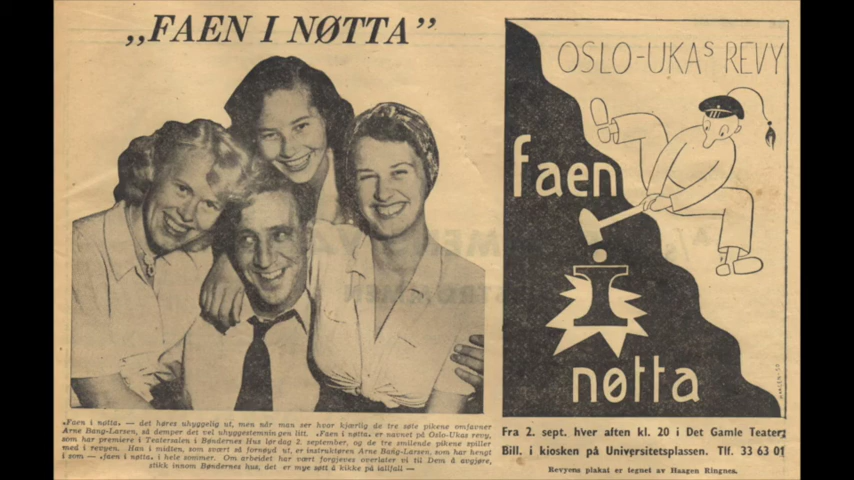 „FAEN I NØTTA”
„Faen i nøtta„ — det høres uhyggelig ut, men når man ser hvor kjærlig de tre søte pikene omfavner
Arne Bang-Larsen, så demper det vel uhyggestemningen litt. „Faen i nøtta„ er navnet på Oslo-Ukas revy,
som har premiere i Teatersalen i Bøndernes Hus lørdag 2. september, og de tre smilende pikene spiller
med i revyen. Han i midten, som svært så fornøyd ut, er instruktøren Arne Bang-Larsen, som har hengt
i som — „faen i nøtta„ i hele sommer. Om arbeidet har vært forgjeves overlater vi til Dem å avgjøre,
stikk innom Bøndernes hus, det er mye søtt å kikke på iallfall —
OSLO-UKAS REVY
faen
i
nøtta
Fra 2. sept. hver aften kl. 20 i Det Gamle Teater;
Bill. i kiosken på Universitetsplassen. Tlf. 33 63 01
Revyens plakat er tegnet av Haagen Ringnes.